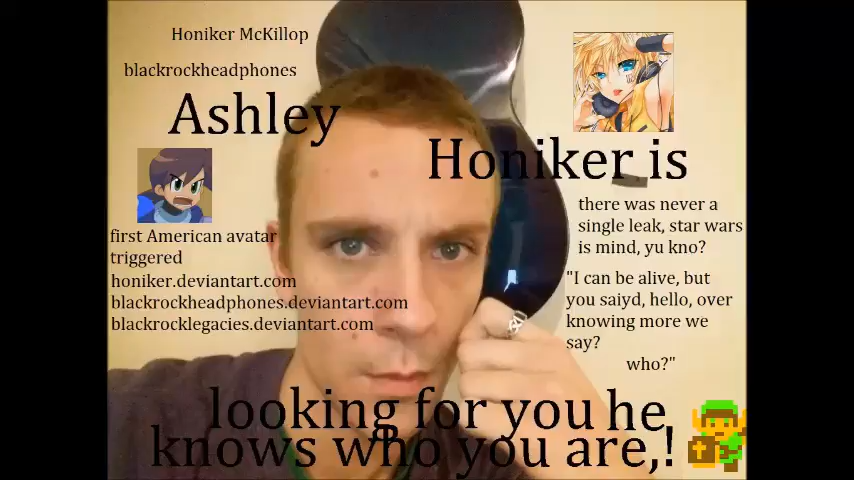 Honiker McKillop
blackrockheadphones
Ashley
Honiker is
first American avatar
triggered
honiker.deviantart.com
blackrockheadphones.deviantart.com
blackrocklegacies.deviantart.com
there was never a
single leak, star wars
is mind, yu kno?
"I can be alive, but
you saiyd, hello, over
knowing more we
say?
who?"
looking for you he
knows who you are,!